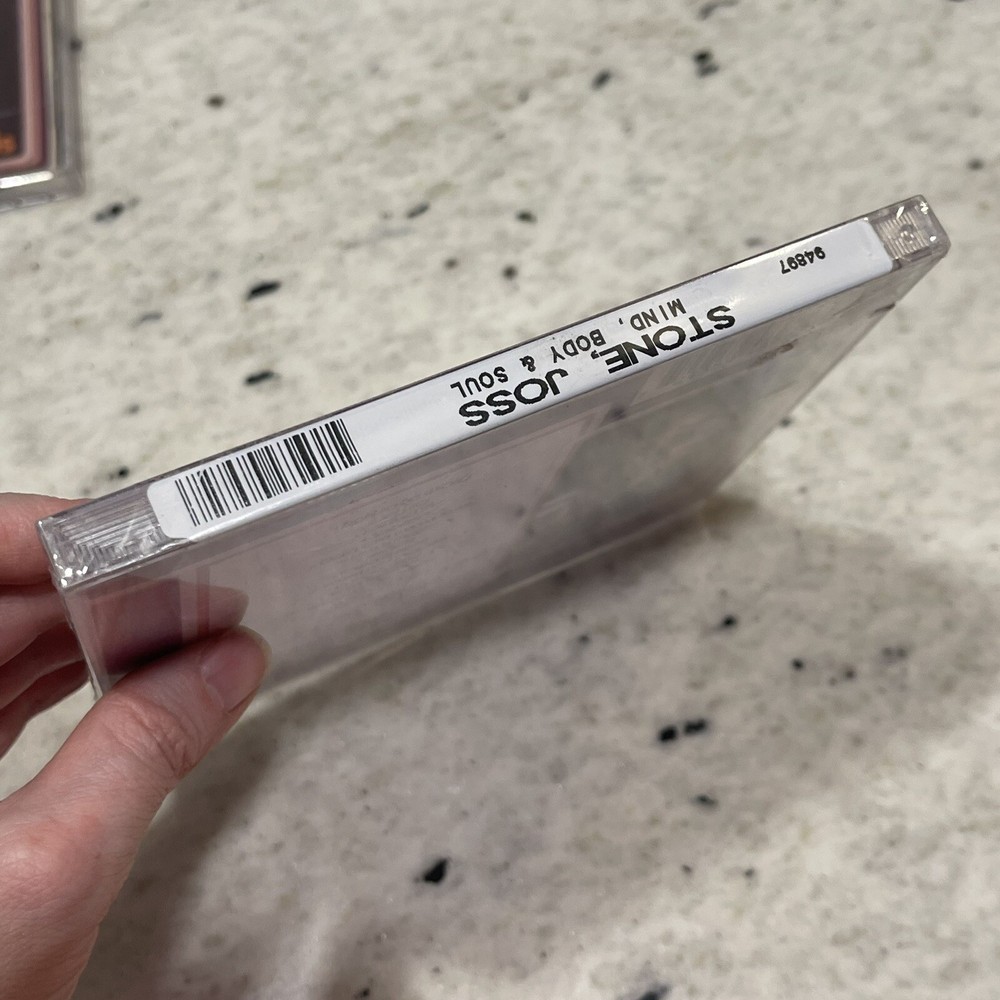 STONE, JOSS
MIND, BODY & SOUL
94897